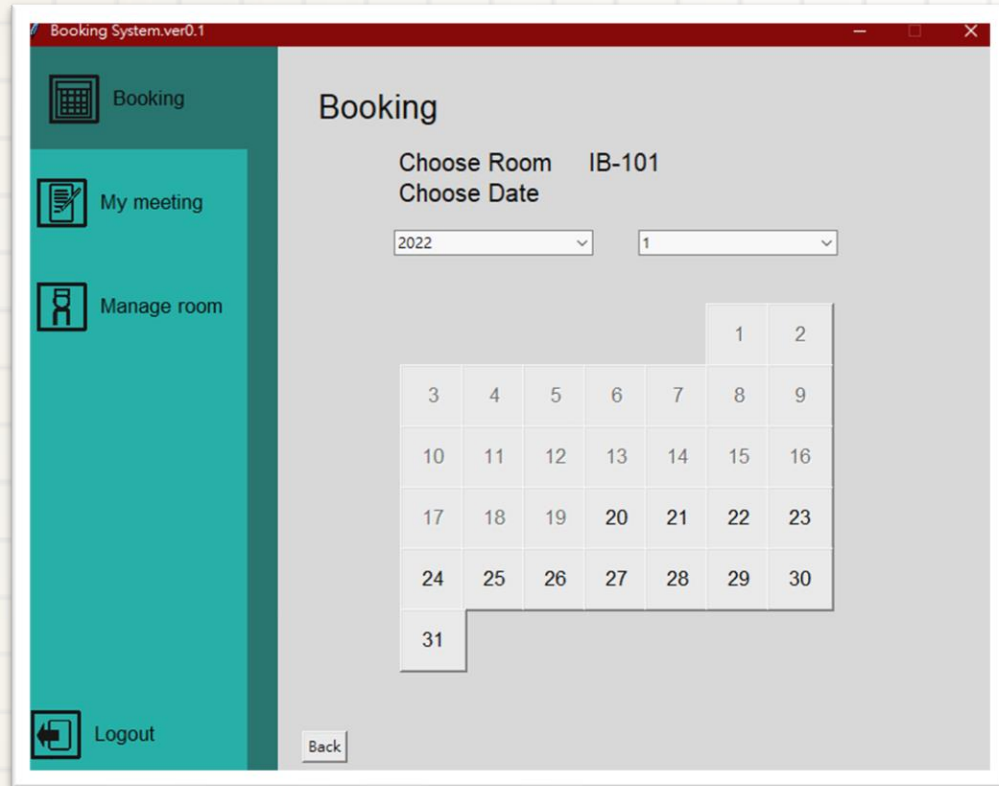 Booking System.ver0.1
Booking
My meeting
Manage room
Logout
Booking
Choose Room IB-101
Choose Date
2022 1
1 2
3 4 5 6 7 8 9
10 11 12 13 14 15 16
17 18 19 20 21 22 23
24 25 26 27 28 29 30
31
Back